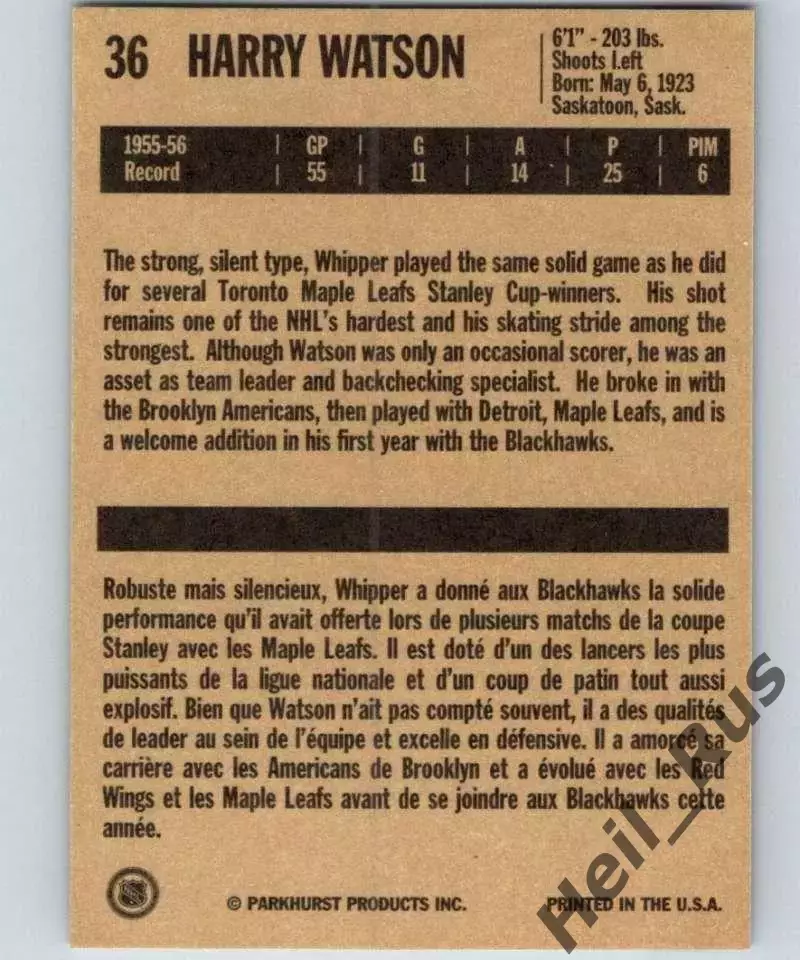 36 HARRY WATSON
6'1" - 203 lbs.
Shoots Left
Born: May 6, 1923
Saskatoon, Sask.
1955-56 | GP | G | A | P | PIM
Record | 55 | 11 | 14 | 25 | 6
The strong, silent type, Whipper played the same solid game as he did
for several Toronto Maple Leafs Stanley Cup-winners. His shot
remains one of the NHL's hardest and his skating stride among the
strongest. Although Watson was only an occasional scorer, he was an
asset as team leader and backchecking specialist. He broke in with
the Brooklyn Americans, then played with Detroit, Maple Leafs, and is
a welcome addition in his first year with the Blackhawks.
Robuste mais silencieux, Whipper a donné aux Blackhawks la solide
performance qu'il avait offerte lors de plusieurs matchs de la coupe
Stanley avec les Maple Leafs. Il est doté d'un des lancers les plus
puissants de la ligue nationale et d'un coup de patin tout aussi
explosif. Bien que Watson n'ait pas compté souvent, il a des qualités
de leader au sein de l'équipe et excelle en défensive. Il a amorcé sa
carrière avec les Americans de Brooklyn et a évolué avec les Red
Wings et les Maple Leafs avant de se joindre aux Blackhawks cette
année.
NHL
© PARKHURST PRODUCTS INC.
PRINTED IN THE U.S.A.
Heil_Rus